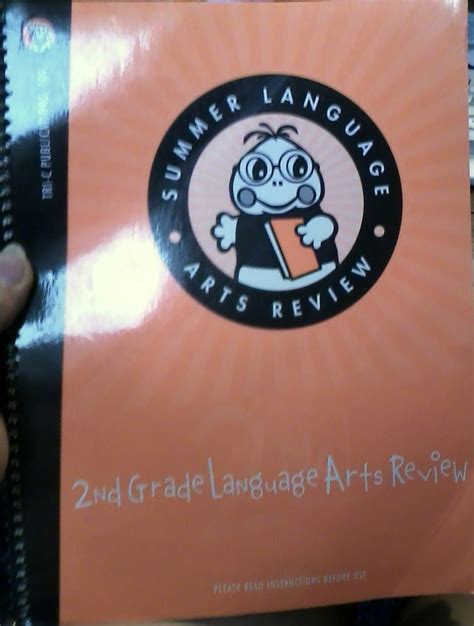 SUMMER LANGUAGE
ARTS REVIEW
2nd Grade Language Arts Review
PLEASE READ INSTRUCTIONS BEFORE USE